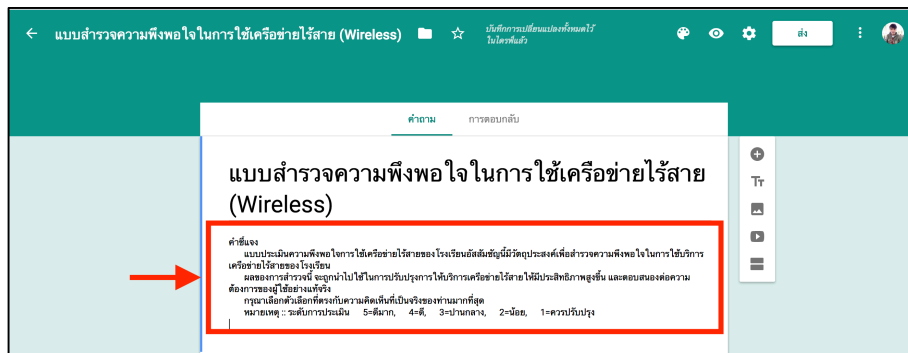 แบบสำรวจความพึงพอใจในการใช้เครือข่ายไร้สาย (Wireless)
บันทึกการเปลี่ยนแปลงทั้งหมดไว้
ในไดรฟ์แล้ว
ส่ง
คำถาม การตอบกลับ
แบบสำรวจความพึงพอใจในการใช้เครือข่ายไร้สาย
(Wireless)
Tт
คำชี้แจง
แบบประเมินความพึงพอใจการใช้เครือข่ายไร้สายของโรงเรียนอัสสัมชัญนี้มีวัตถุประสงค์เพื่อสำรวจความพึงพอใจในการใช้บริการ
เครือข่ายไร้สายของโรงเรียน
ผลของการสำรวจนี้ จะถูกนำไปใช้ในการปรับปรุงการให้บริการเครือข่ายไร้สายให้มีประสิทธิภาพสูงขึ้น และตอบสนองต่อความ
ต้องการของผู้ใช้อย่างแท้จริง
กรุณาเลือกตัวเลือกที่ตรงกับความคิดเห็นที่เป็นจริงของท่านมากที่สุด
หมายเหตุ :: ระดับการประเมิน 5=ดีมาก, 4=ดี, 3=ปานกลาง, 2=น้อย, 1=ควรปรับปรุง